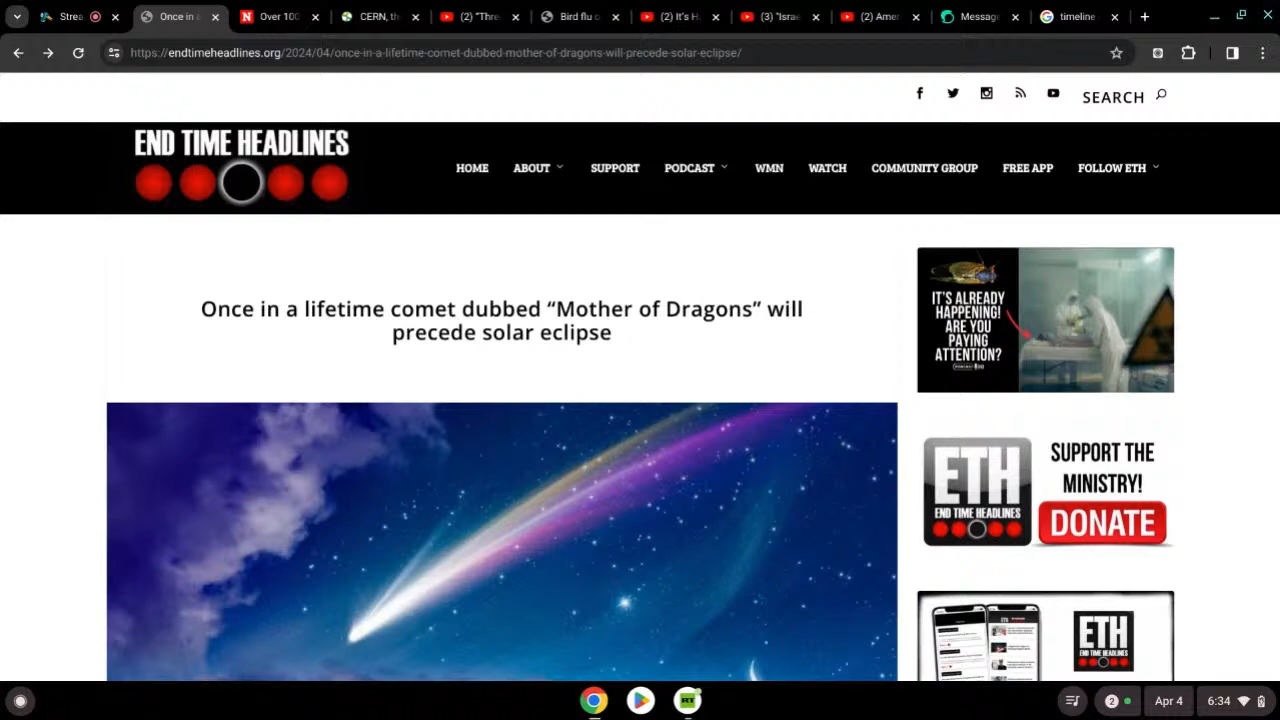 Strea
Once in a
Over 100
CERN, th
(2) "Thre
Bird flu o
(2) It's H
(3) "Israe
(2) Amer
Message
timeline
https://endtimeheadlines.org/2024/04/once-in-a-lifetime-comet-dubbed-mother-of-dragons-will-precede-solar-eclipse/
SEARCH
END TIME HEADLINES
HOME
ABOUT
SUPPORT
PODCAST
WMN
WATCH
COMMUNITY GROUP
FREE APP
FOLLOW ETH
Once in a lifetime comet dubbed “Mother of Dragons” will
precede solar eclipse
IT'S ALREADY
HAPPENING!
ARE YOU
PAYING
ATTENTION?
ETH
END TIME HEADLINES
SUPPORT THE
MINISTRY!
DONATE
ETH
END TIME HEADLINES
RT
2
Apr 4
6:34